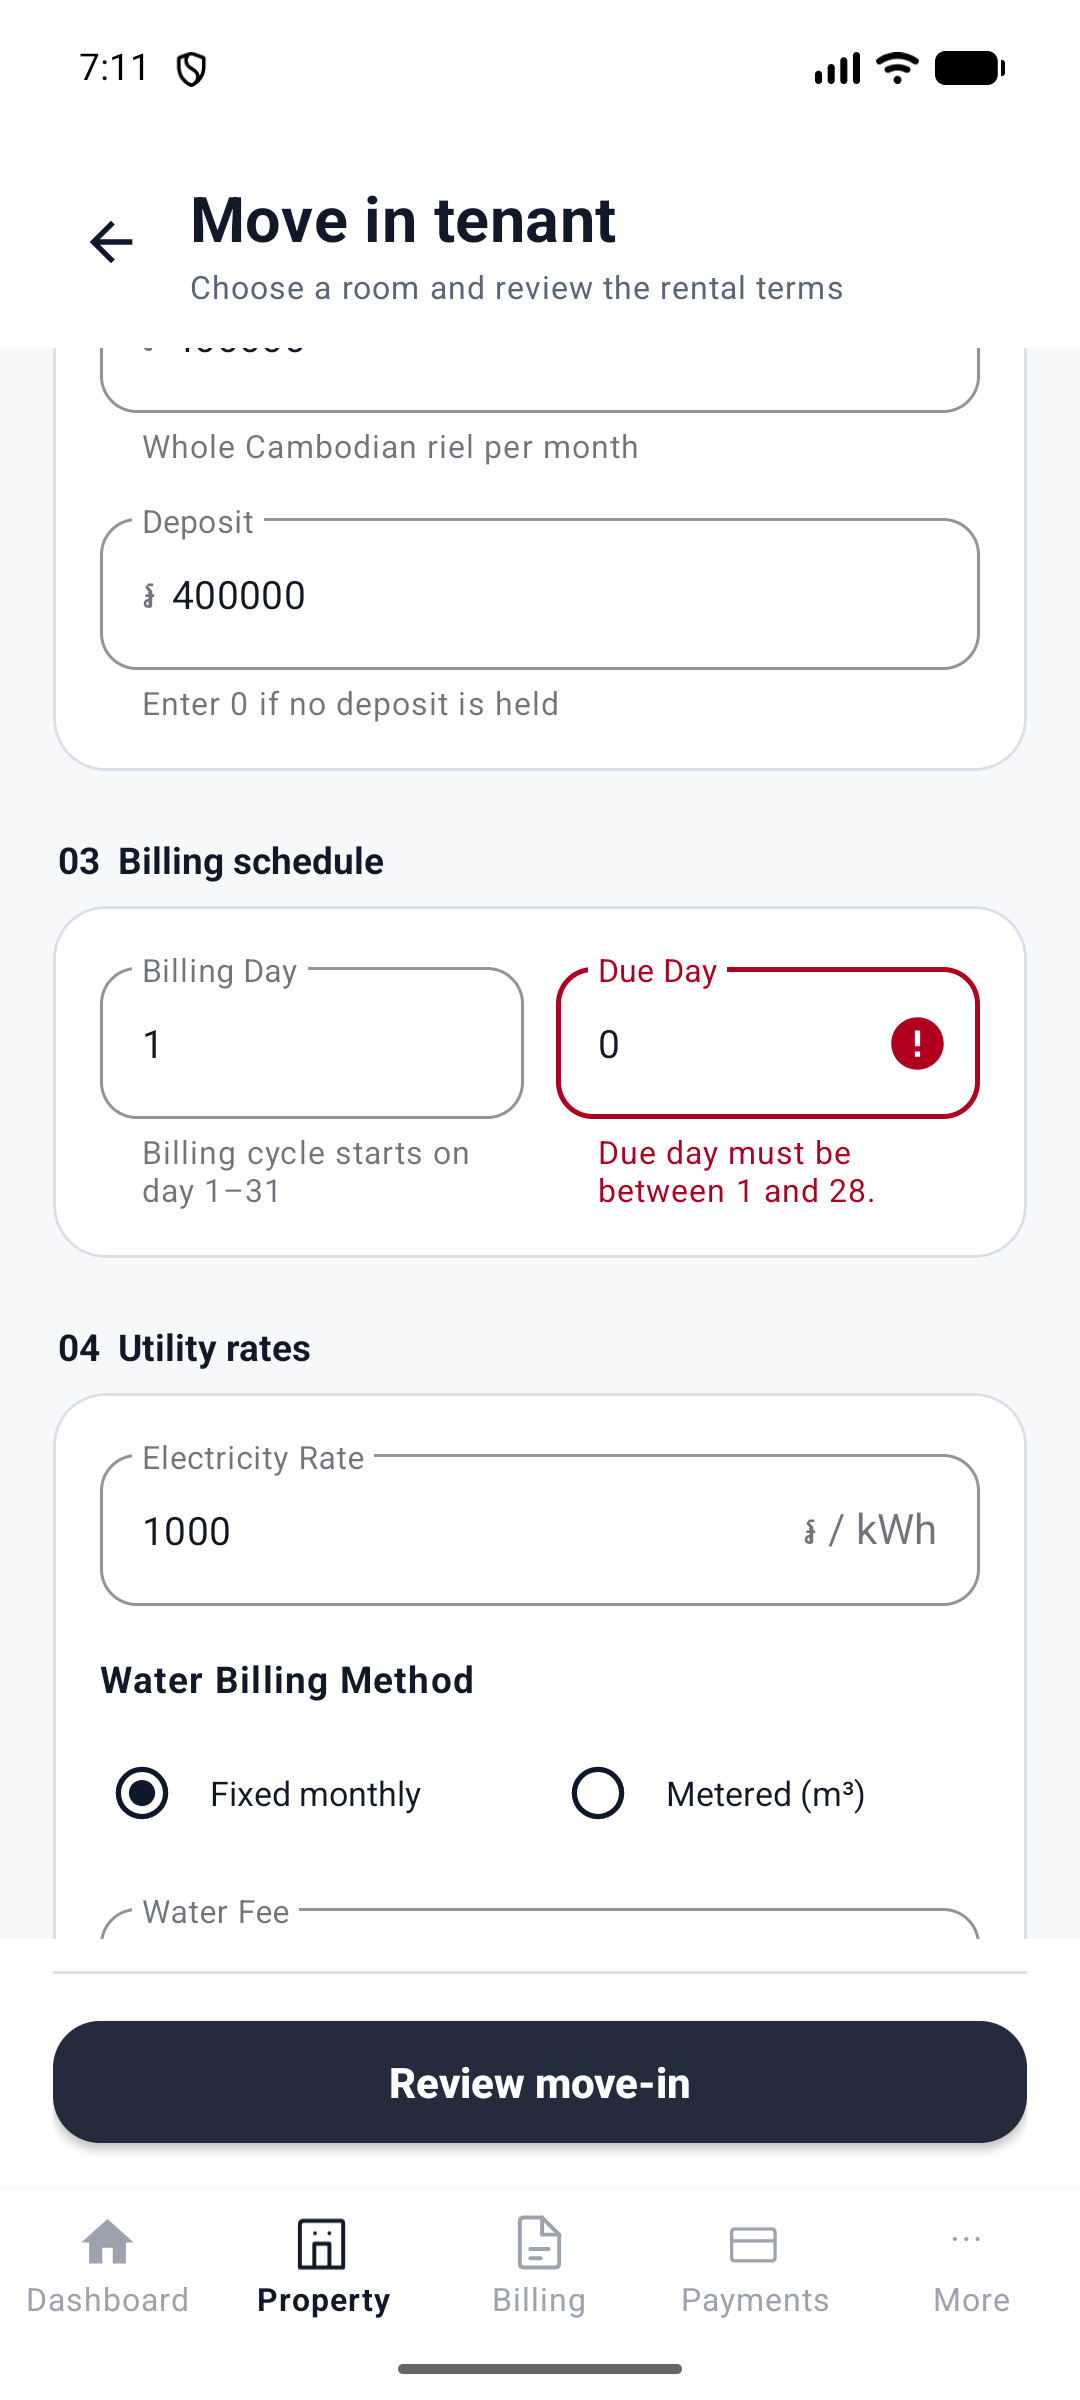 7:11
Move in tenant
Choose a room and review the rental terms
Whole Cambodian riel per month
Deposit
៛ 400000
Enter 0 if no deposit is held
03 Billing schedule
Billing Day
1
Billing cycle starts on
day 1–31
Due Day
0
!
Due day must be
between 1 and 28.
04 Utility rates
Electricity Rate
1000
៛ / kWh
Water Billing Method
Fixed monthly
Metered (m³)
Water Fee
Review move-in
Dashboard
Property
Billing
Payments
More